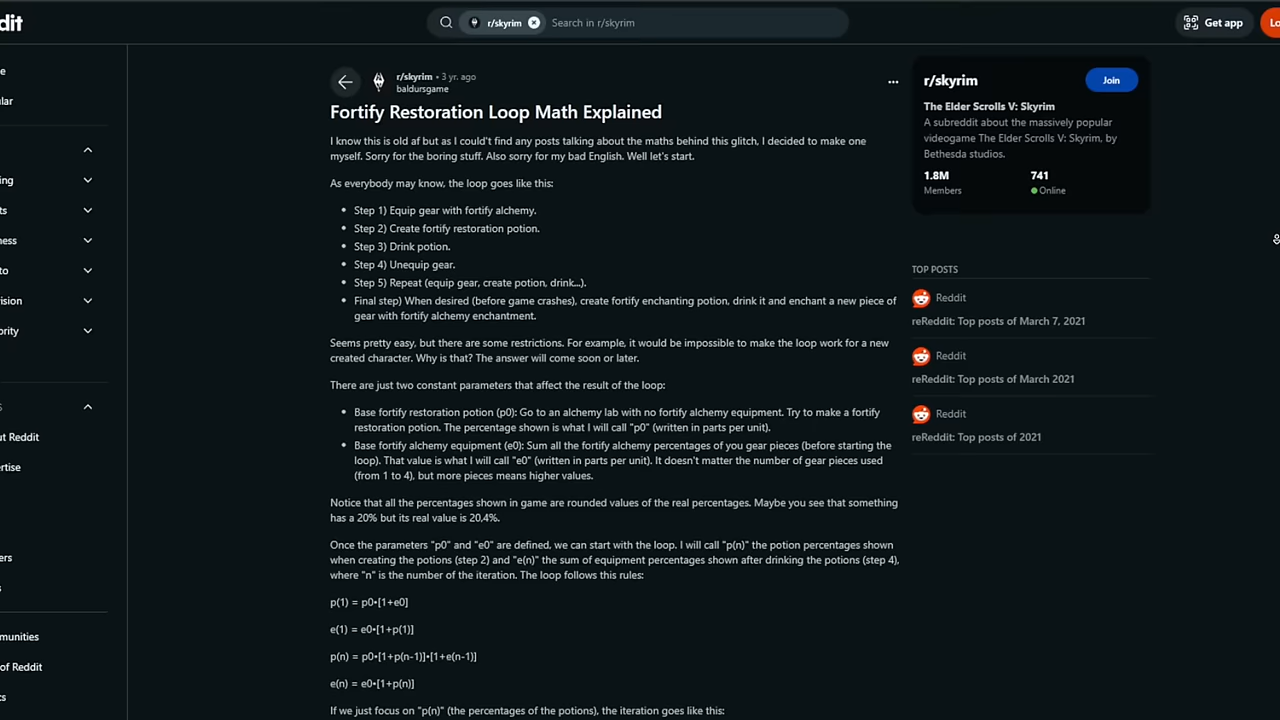 dit
r/skyrim
Search in r/skyrim
Get app
Lo
e
ular
ing
ts
ness
to
ision
ority
s
ut Reddit
ertise
ers
s
munities
of Reddit
cs
r/skyrim • 3 yr. ago
baldursgame
Fortify Restoration Loop Math Explained
I know this is old af but as I could't find any posts talking about the maths behind this glitch, I decided to make one
myself. Sorry for the boring stuff. Also sorry for my bad English. Well let's start.
As everybody may know, the loop goes like this:
• Step 1) Equip gear with fortify alchemy.
• Step 2) Create fortify restoration potion.
• Step 3) Drink potion.
• Step 4) Unequip gear.
• Step 5) Repeat (equip gear, create potion, drink...).
• Final step) When desired (before game crashes), create fortify enchanting potion, drink it and enchant a new piece of
gear with fortify alchemy enchantment.
Seems pretty easy, but there are some restrictions. For example, it would be impossible to make the loop work for a new
created character. Why is that? The answer will come soon or later.
There are just two constant parameters that affect the result of the loop:
• Base fortify restoration potion (p0): Go to an alchemy lab with no fortify alchemy equipment. Try to make a fortify
restoration potion. The percentage shown is what I will call "p0" (written in parts per unit).
• Base fortify alchemy equipment (e0): Sum all the fortify alchemy percentages of you gear pieces (before starting the
loop). That value is what I will call "e0" (written in parts per unit). It doesn't matter the number of gear pieces used
(from 1 to 4), but more pieces means higher values.
Notice that all the percentages shown in game are rounded values of the real percentages. Maybe you see that something
has a 20% but its real value is 20,4%.
Once the parameters "p0" and "e0" are defined, we can start with the loop. I will call "p(n)" the potion percentages shown
when creating the potions (step 2) and "e(n)" the sum of equipment percentages shown after drinking the potions (step 4),
where "n" is the number of the iteration. The loop follows this rules:
p(1) = p0•[1+e0]
e(1) = e0•[1+p(1)]
p(n) = p0•[1+p(n-1)]•[1+e(n-1)]
e(n) = e0•[1+p(n)]
If we just focus on "p(n)" (the percentages of the potions), the iteration goes like this:
r/skyrim
Join
The Elder Scrolls V: Skyrim
A subreddit about the massively popular
videogame The Elder Scrolls V: Skyrim, by
Bethesda studios.
1.8M
741
Members
Online
TOP POSTS
Reddit
reReddit: Top posts of March 7, 2021
Reddit
reReddit: Top posts of March 2021
Reddit
reReddit: Top posts of 2021